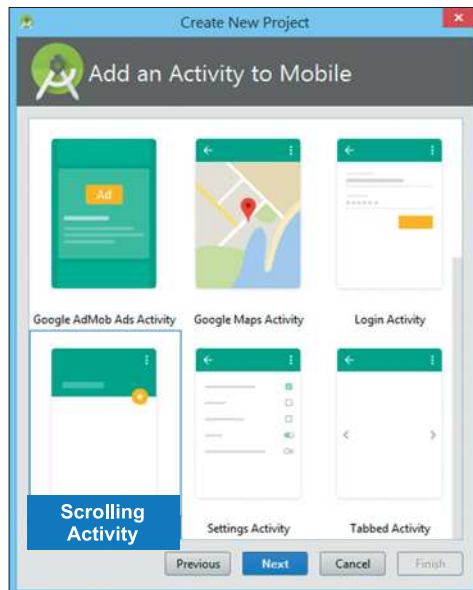 Create New Project
Add an Activity to Mobile
Ad
Google AdMob Ads Activity
Google Maps Activity
Login Activity
Scrolling
Activity
Settings Activity
Tabbed Activity
Previous
Next
Cancel
Finish